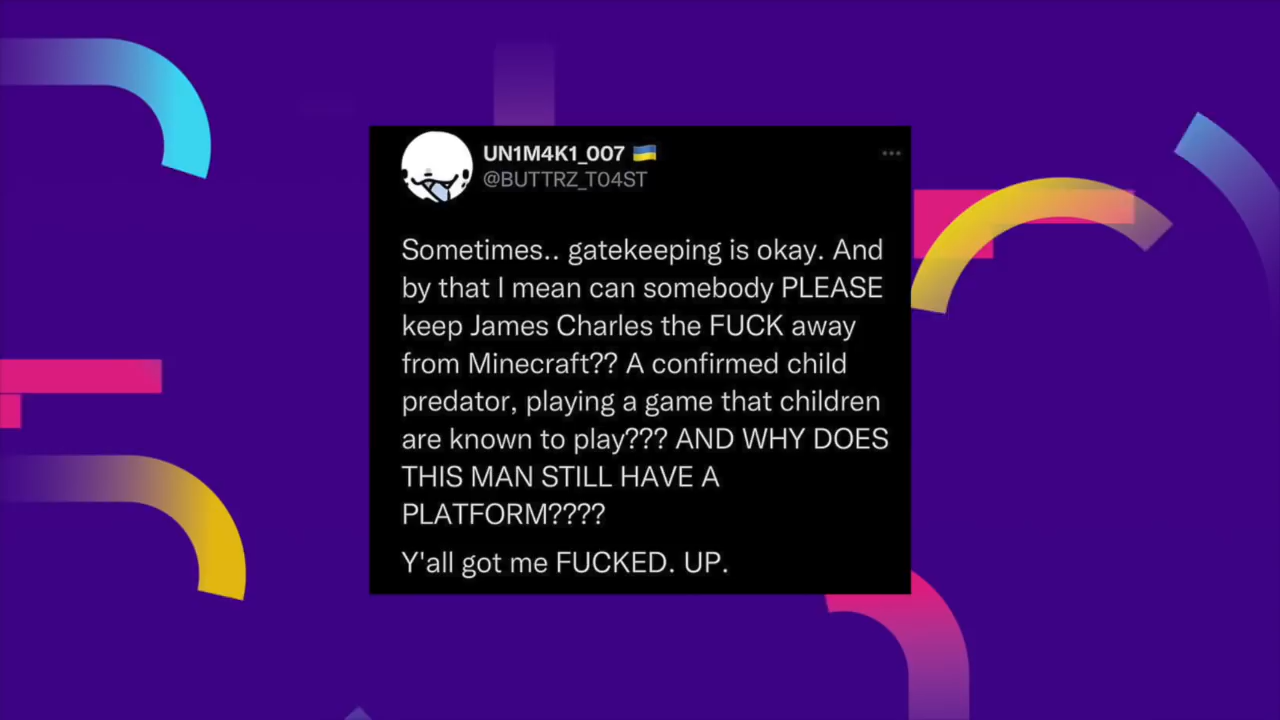 UN1M4K1_007 🇺🇦
@BUTTRZ_T04ST
Sometimes.. gatekeeping is okay. And
by that I mean can somebody PLEASE
keep James Charles the FUCK away
from Minecraft?? A confirmed child
predator, playing a game that children
are known to play??? AND WHY DOES
THIS MAN STILL HAVE A
PLATFORM????
Y'all got me FUCKED. UP.